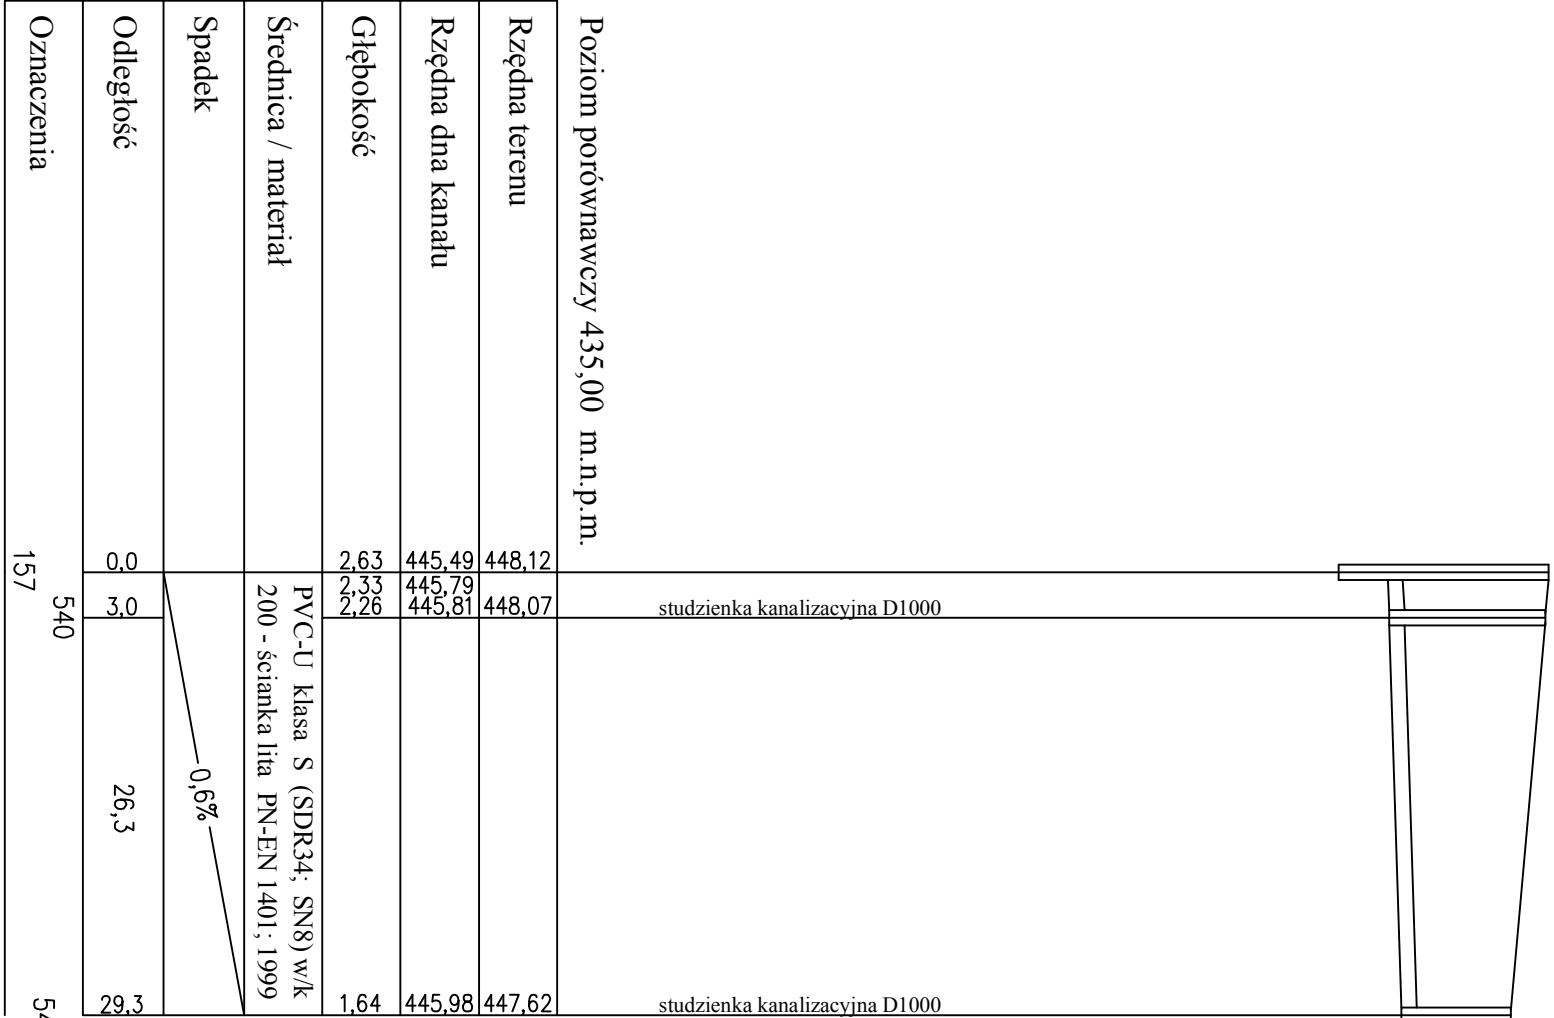 Poziom porównawczy 435,00 m.n.p.m.
Rzędna terenu
448,12
448,07
447,62
Rzędna dna kanału
445,49
445,79
445,81
445,98
Głębokość
2,63
2,33
2,26
1,64
Średnica / materiał
PVC-U klasa S (SDR34; SN8) w/k
200 - ścianka lita PN-EN 1401; 1999
Spadek
0,6%
Odległość
0,0
3,0
26,3
29,3
Oznaczenia
157
540
studzienka kanalizacyjna D1000
studzienka kanalizacyjna D1000